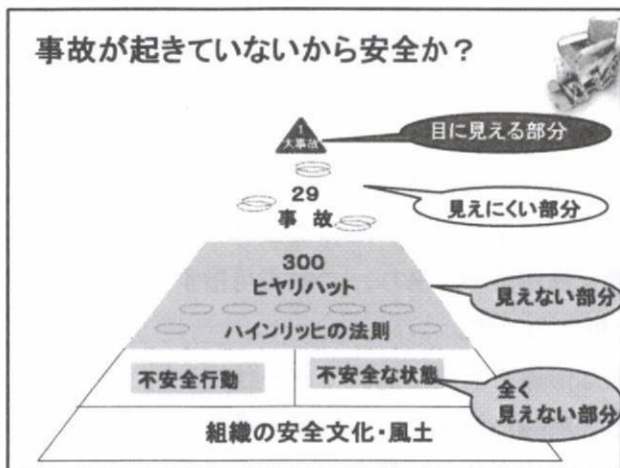 事故が起きていないから安全か？
1
大事故
目に見える部分
29
事 故
見えにくい部分
300
ヒヤリハット
見えない部分
ハインリッヒの法則
不安全行動
不安全な状態
全く
見えない部分
組織の安全文化・風土